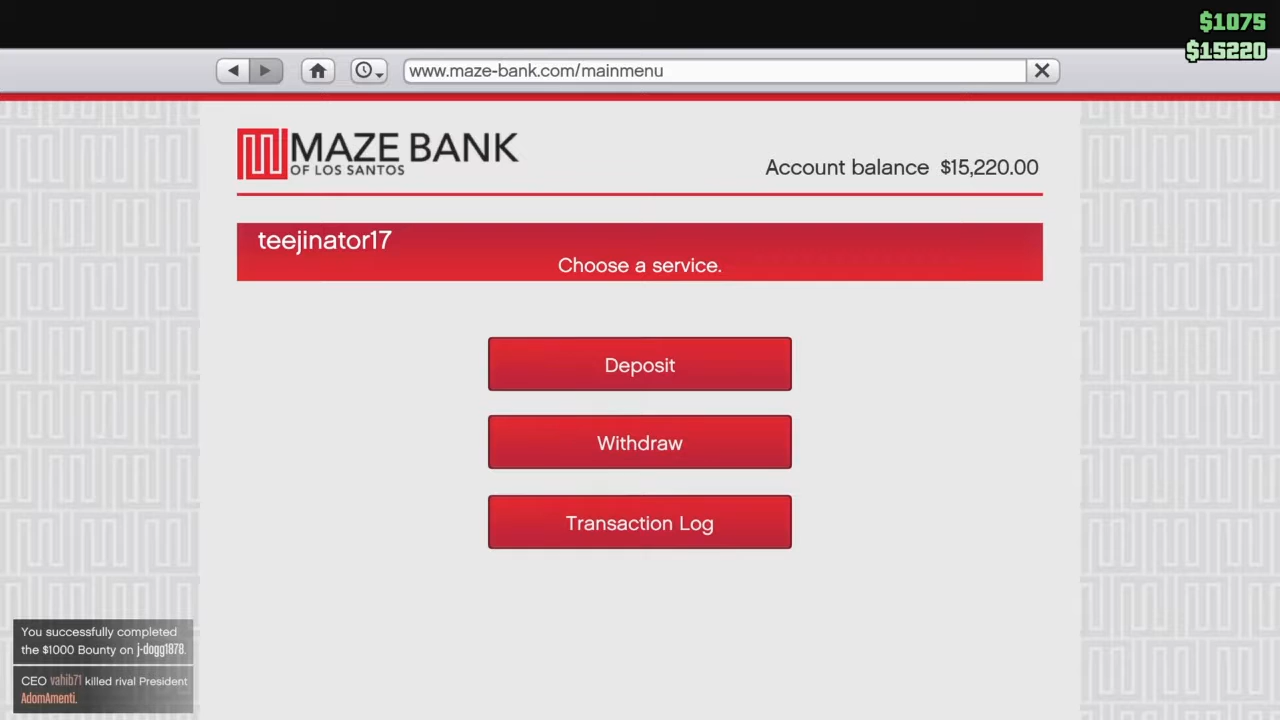 $1075
$15220
www.maze-bank.com/mainmenu
MAZE BANK
OF LOS SANTOS
Account balance $15,220.00
teejinator17
Choose a service.
Deposit
Withdraw
Transaction Log
You successfully completed
the $1000 Bounty on j-dogg1878.
CEO vahib71 killed rival President
AdomAmenti.